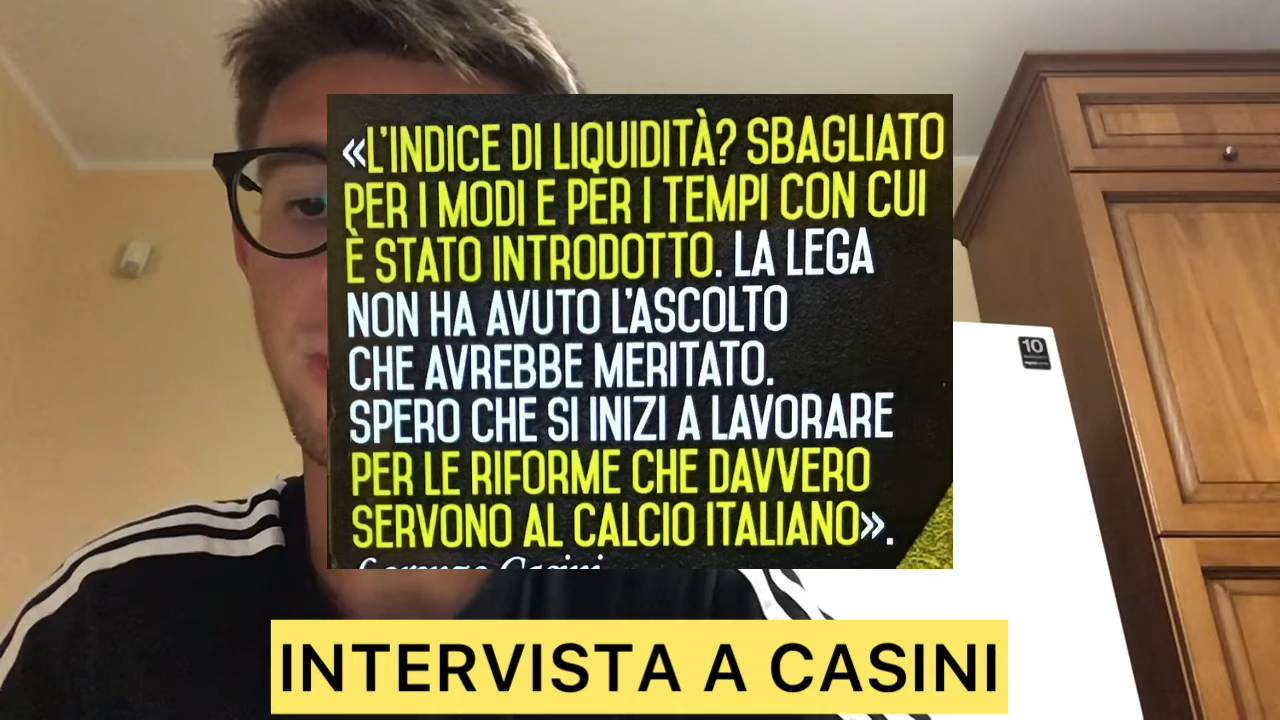 «L'INDICE DI LIQUIDITÀ? SBAGLIATO
PER I MODI E PER I TEMPI CON CUI
È STATO INTRODOTTO. LA LEGA
NON HA AVUTO L'ASCOLTO
CHE AVREBBE MERITATO.
SPERO CHE SI INIZI A LAVORARE
PER LE RIFORME CHE DAVVERO
SERVONO AL CALCIO ITALIANO».
Lorenzo Casini
10
INTERVISTA A CASINI